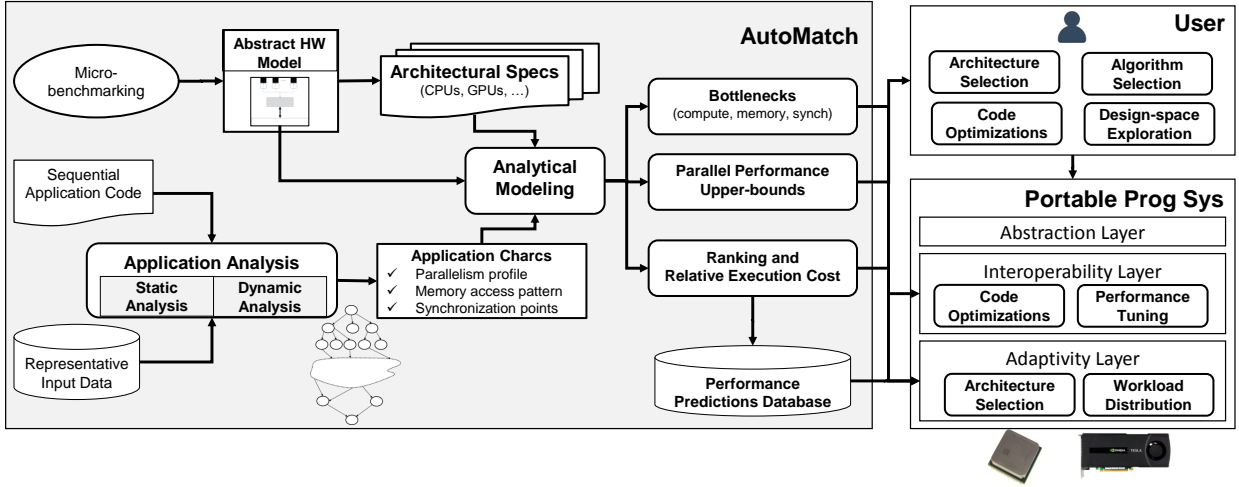 AutoMatch
Micro-
benchmarking
Abstract HW
Model
Architectural Specs
(CPUs, GPUs, …)
Sequential
Application Code
Analytical
Modeling
Application Analysis
Static
Analysis
Dynamic
Analysis
Representative
Input Data
Application Charcs
✓ Parallelism profile
✓ Memory access pattern
✓ Synchronization points
Bottlenecks
(compute, memory, synch)
Parallel Performance
Upper-bounds
Ranking and
Relative Execution Cost
Performance
Predictions Database
User
Architecture
Selection
Algorithm
Selection
Code
Optimizations
Design-space
Exploration
Portable Prog Sys
Abstraction Layer
Interoperability Layer
Code
Optimizations
Performance
Tuning
Adaptivity Layer
Architecture
Selection
Workload
Distribution
NVIDIA
TESLA